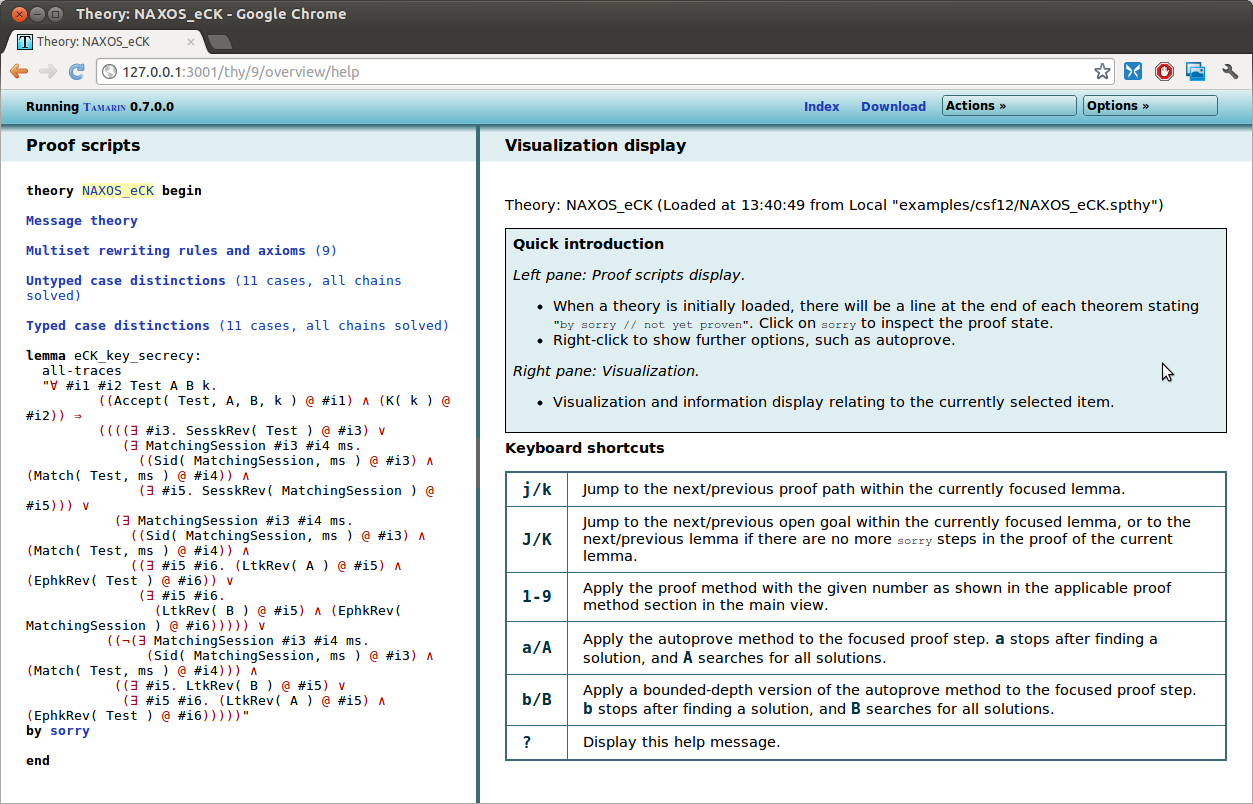 Theory: NAXOS_eCK - Google Chrome
Theory: NAXOS_eCK
127.0.0.1:3001/thy/9/overview/help
Running TAMARIN 0.7.0.0
Index Download Actions » Options »
Proof scripts
theory NAXOS_eCK begin
Message theory
Multiset rewriting rules and axioms (9)
Untyped case distinctions (11 cases, all chains
solved)
Typed case distinctions (11 cases, all chains solved)
lemma eCK_key_secrecy:
all-traces
"∀ #i1 #i2 Test A B k.
((Accept( Test, A, B, k ) @ #i1) ∧ (K( k ) @
#i2)) ⇒
((((∃ #i3. SesskRev( Test ) @ #i3) ∨
(∃ MatchingSession #i3 #i4 ms.
((Sid( MatchingSession, ms ) @ #i3) ∧
(Match( Test, ms ) @ #i4)) ∧
(∃ #i5. SesskRev( MatchingSession ) @
#i5))) ∨
(∃ MatchingSession #i3 #i4 ms.
((Sid( MatchingSession, ms ) @ #i3) ∧
(Match( Test, ms ) @ #i4)) ∧
((∃ #i5 #i6. (LtkRev( A ) @ #i5) ∧
(EphkRev( Test ) @ #i6)) ∨
(∃ #i5 #i6.
(LtkRev( B ) @ #i5) ∧ (EphkRev(
MatchingSession ) @ #i6))))) ∨
((¬(∃ MatchingSession #i3 #i4 ms.
(Sid( MatchingSession, ms ) @ #i3) ∧
(Match( Test, ms ) @ #i4))) ∧
((∃ #i5. LtkRev( B ) @ #i5) ∨
(∃ #i5 #i6. (LtkRev( A ) @ #i5) ∧
(EphkRev( Test ) @ #i6)))))"
by sorry
end
Visualization display
Theory: NAXOS_eCK (Loaded at 13:40:49 from Local "examples/csf12/NAXOS_eCK.spthy")
Quick introduction
Left pane: Proof scripts display.
• When a theory is initially loaded, there will be a line at the end of each theorem stating
"by sorry // not yet proven". Click on sorry to inspect the proof state.
• Right-click to show further options, such as autoprove.
Right pane: Visualization.
• Visualization and information display relating to the currently selected item.
Keyboard shortcuts
j/k Jump to the next/previous proof path within the currently focused lemma.
J/K Jump to the next/previous open goal within the currently focused lemma, or to the
next/previous lemma if there are no more sorry steps in the proof of the current
lemma.
1-9 Apply the proof method with the given number as shown in the applicable proof
method section in the main view.
a/A Apply the autoprove method to the focused proof step. a stops after finding a
solution, and A searches for all solutions.
b/B Apply a bounded-depth version of the autoprove method to the focused proof step.
b stops after finding a solution, and B searches for all solutions.
? Display this help message.